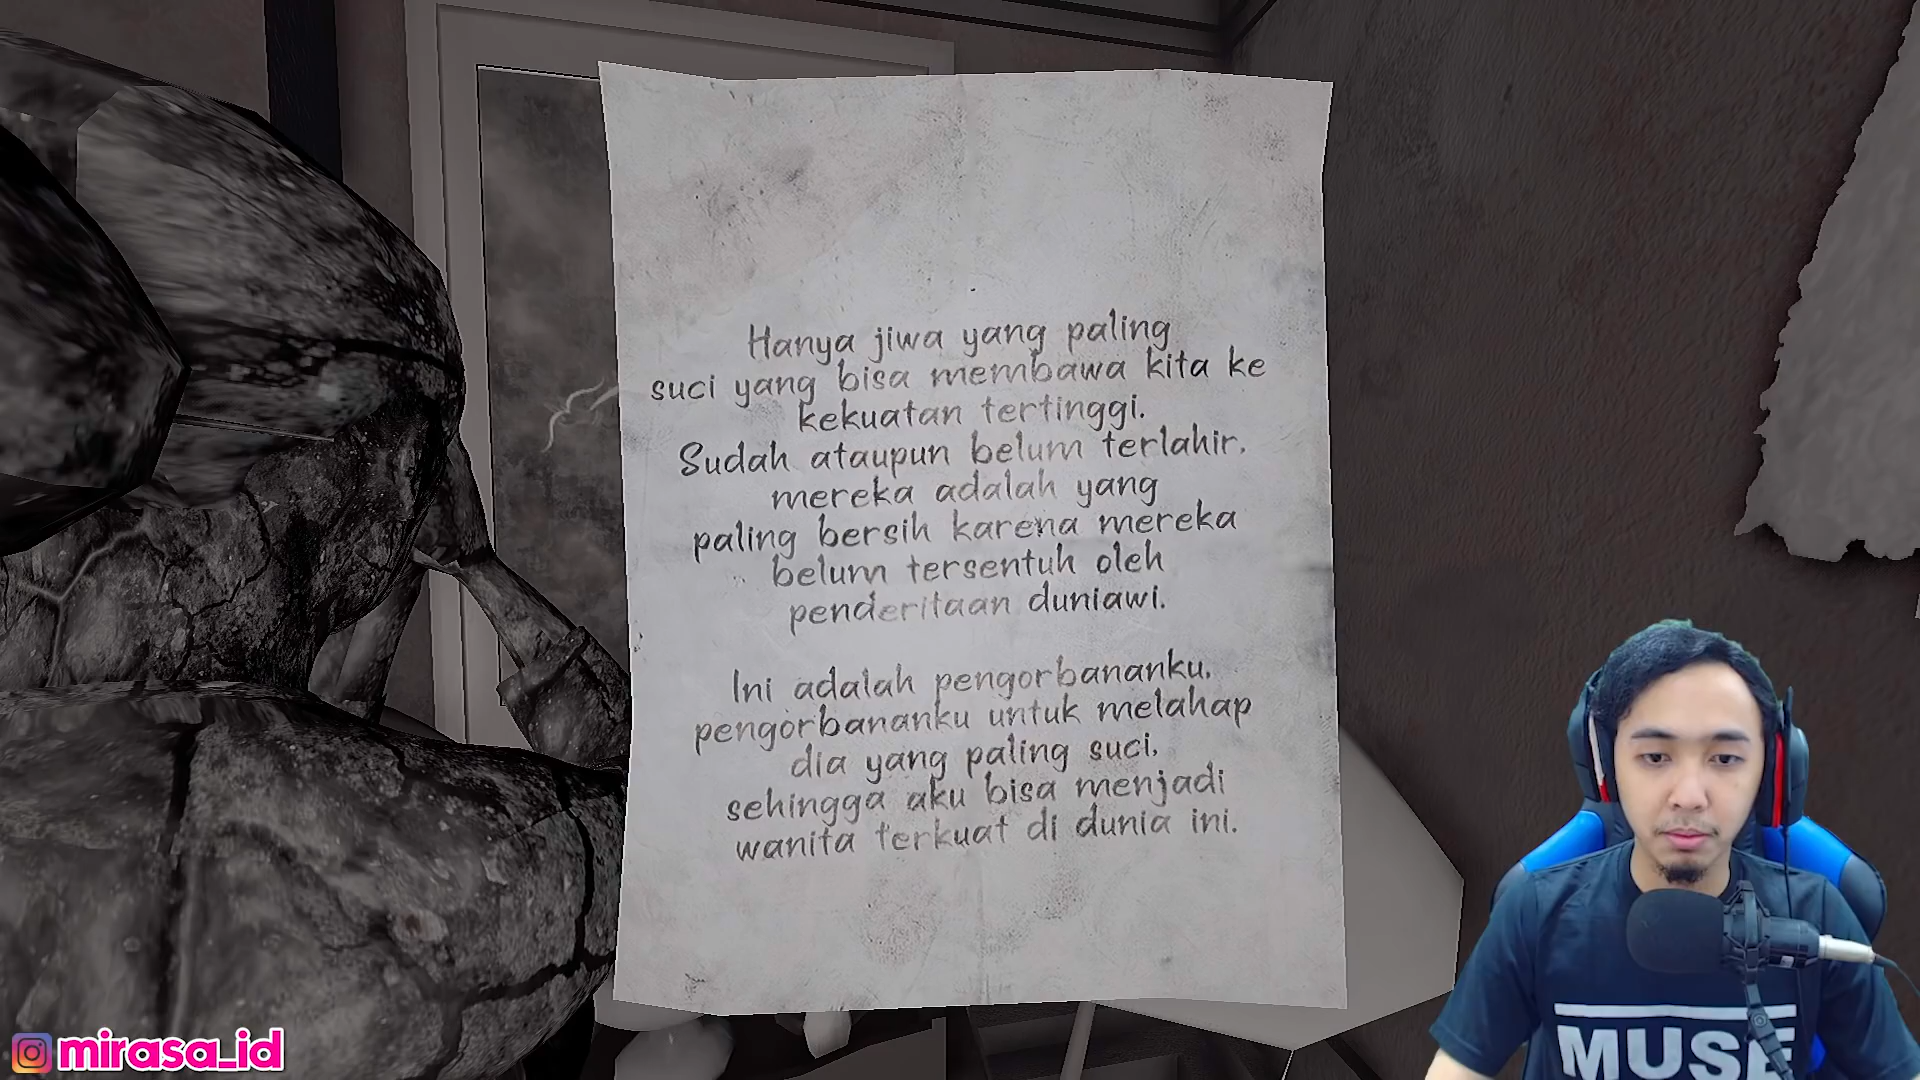 Hanya jiwa yang paling
suci yang bisa membawa kita ke
kekuatan tertinggi.
Sudah ataupun belum terlahir,
mereka adalah yang
paling bersih karena mereka
belum tersentuh oleh
penderitaan duniawi.
Ini adalah pengorbananku,
pengorbananku untuk melahap
dia yang paling suci,
sehingga aku bisa menjadi
wanita terkuat di dunia ini.
mirasa_id
MUSE